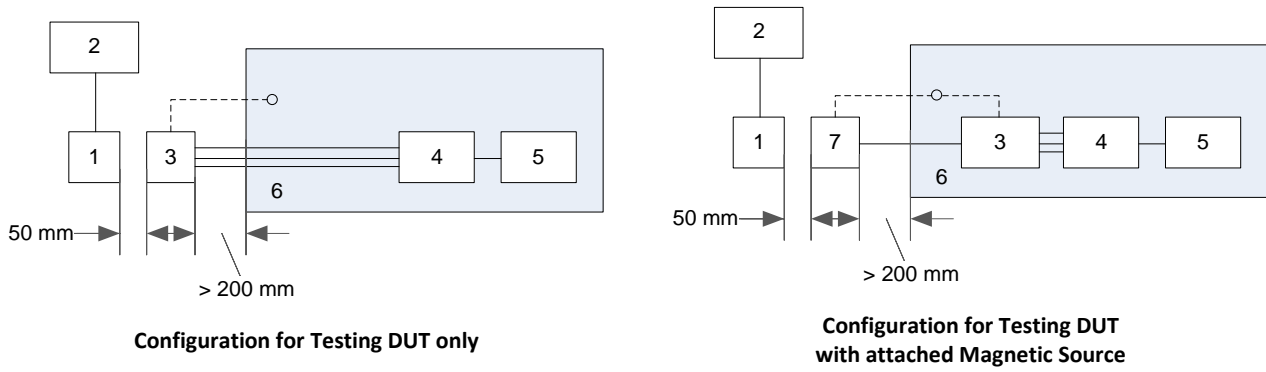 2
1
3
4
5
6
50 mm
> 200 mm
Configuration for Testing DUT only
2
1
7
3
4
5
6
50 mm
> 200 mm
Configuration for Testing DUT
with attached Magnetic Source